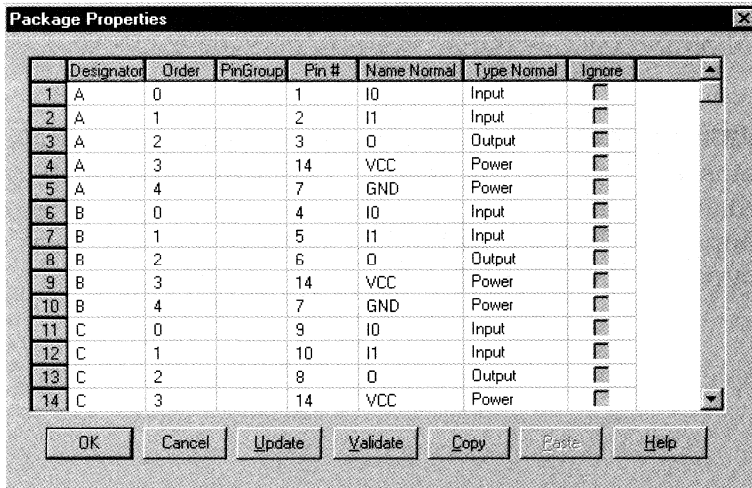 Package Properties
Designator Order PinGroup Pin # Name Normal Type Normal Ignore
1 A 0 1 I0 Input
2 A 1 2 I1 Input
3 A 2 3 O Output
4 A 3 14 VCC Power
5 A 4 7 GND Power
6 B 0 4 I0 Input
7 B 1 5 I1 Input
8 B 2 6 O Output
9 B 3 14 VCC Power
10 B 4 7 GND Power
11 C 0 9 I0 Input
12 C 1 10 I1 Input
13 C 2 8 O Output
14 C 3 14 VCC Power
OK Cancel Update Validate Copy Paste Help